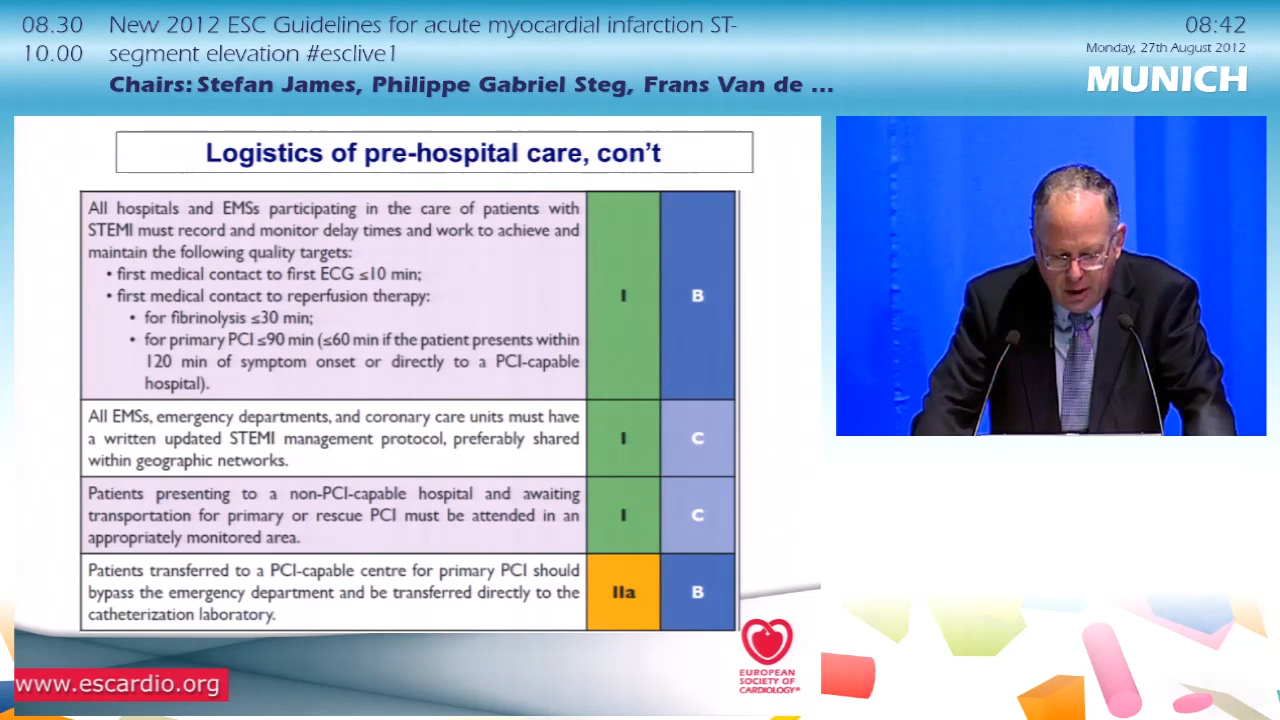 08.30
10.00
New 2012 ESC Guidelines for acute myocardial infarction ST-
segment elevation #esclive1
Chairs: Stefan James, Philippe Gabriel Steg, Frans Van de ...
08:42
Monday, 27th August 2012
MUNICH
Logistics of pre-hospital care, con't
All hospitals and EMSs participating in the care of patients with
STEMI must record and monitor delay times and work to achieve and
maintain the following quality targets:
• first medical contact to first ECG ≤10 min;
• first medical contact to reperfusion therapy:
• for fibrinolysis ≤30 min;
• for primary PCI ≤90 min (≤60 min if the patient presents within
120 min of symptom onset or directly to a PCI-capable
hospital).
I
B
All EMSs, emergency departments, and coronary care units must have
a written updated STEMI management protocol, preferably shared
within geographic networks.
I
C
Patients presenting to a non-PCI-capable hospital and awaiting
transportation for primary or rescue PCI must be attended in an
appropriately monitored area.
I
C
Patients transferred to a PCI-capable centre for primary PCI should
bypass the emergency department and be transferred directly to the
catheterization laboratory.
IIa
B
www.escardio.org
EUROPEAN
SOCIETY OF
CARDIOLOGY®